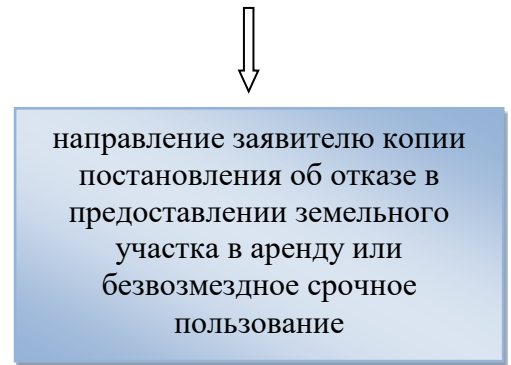 направление заявителю копии
постановления об отказе в
предоставлении земельного
участка в аренду или
безвозмездное срочное
пользование